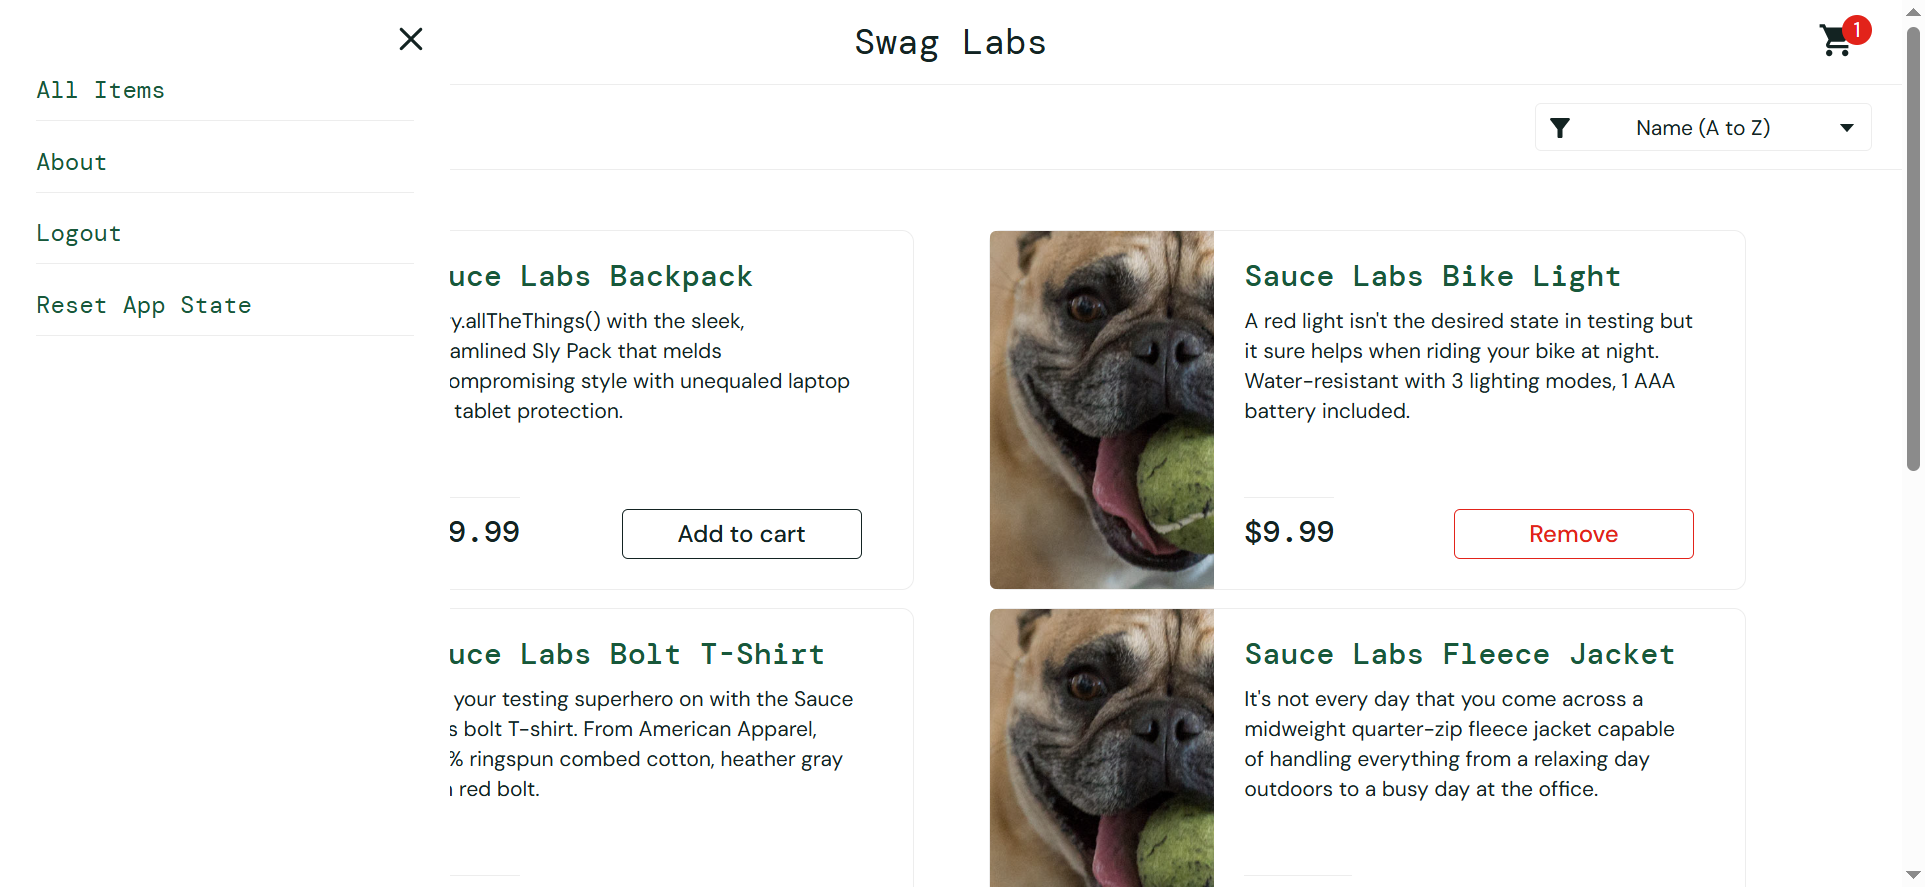 All Items
About
Logout
Reset App State
Swag Labs
1
Name (A to Z)
uce Labs Backpack
y.allTheThings() with the sleek,
amlined Sly Pack that melds
ompromising style with unequaled laptop
tablet protection.
9.99
Add to cart
Sauce Labs Bike Light
A red light isn't the desired state in testing but
it sure helps when riding your bike at night.
Water-resistant with 3 lighting modes, 1 AAA
battery included.
$9.99
Remove
uce Labs Bolt T-Shirt
your testing superhero on with the Sauce
s bolt T-shirt. From American Apparel,
% ringspun combed cotton, heather gray
red bolt.
Sauce Labs Fleece Jacket
It's not every day that you come across a
midweight quarter-zip fleece jacket capable
of handling everything from a relaxing day
outdoors to a busy day at the office.